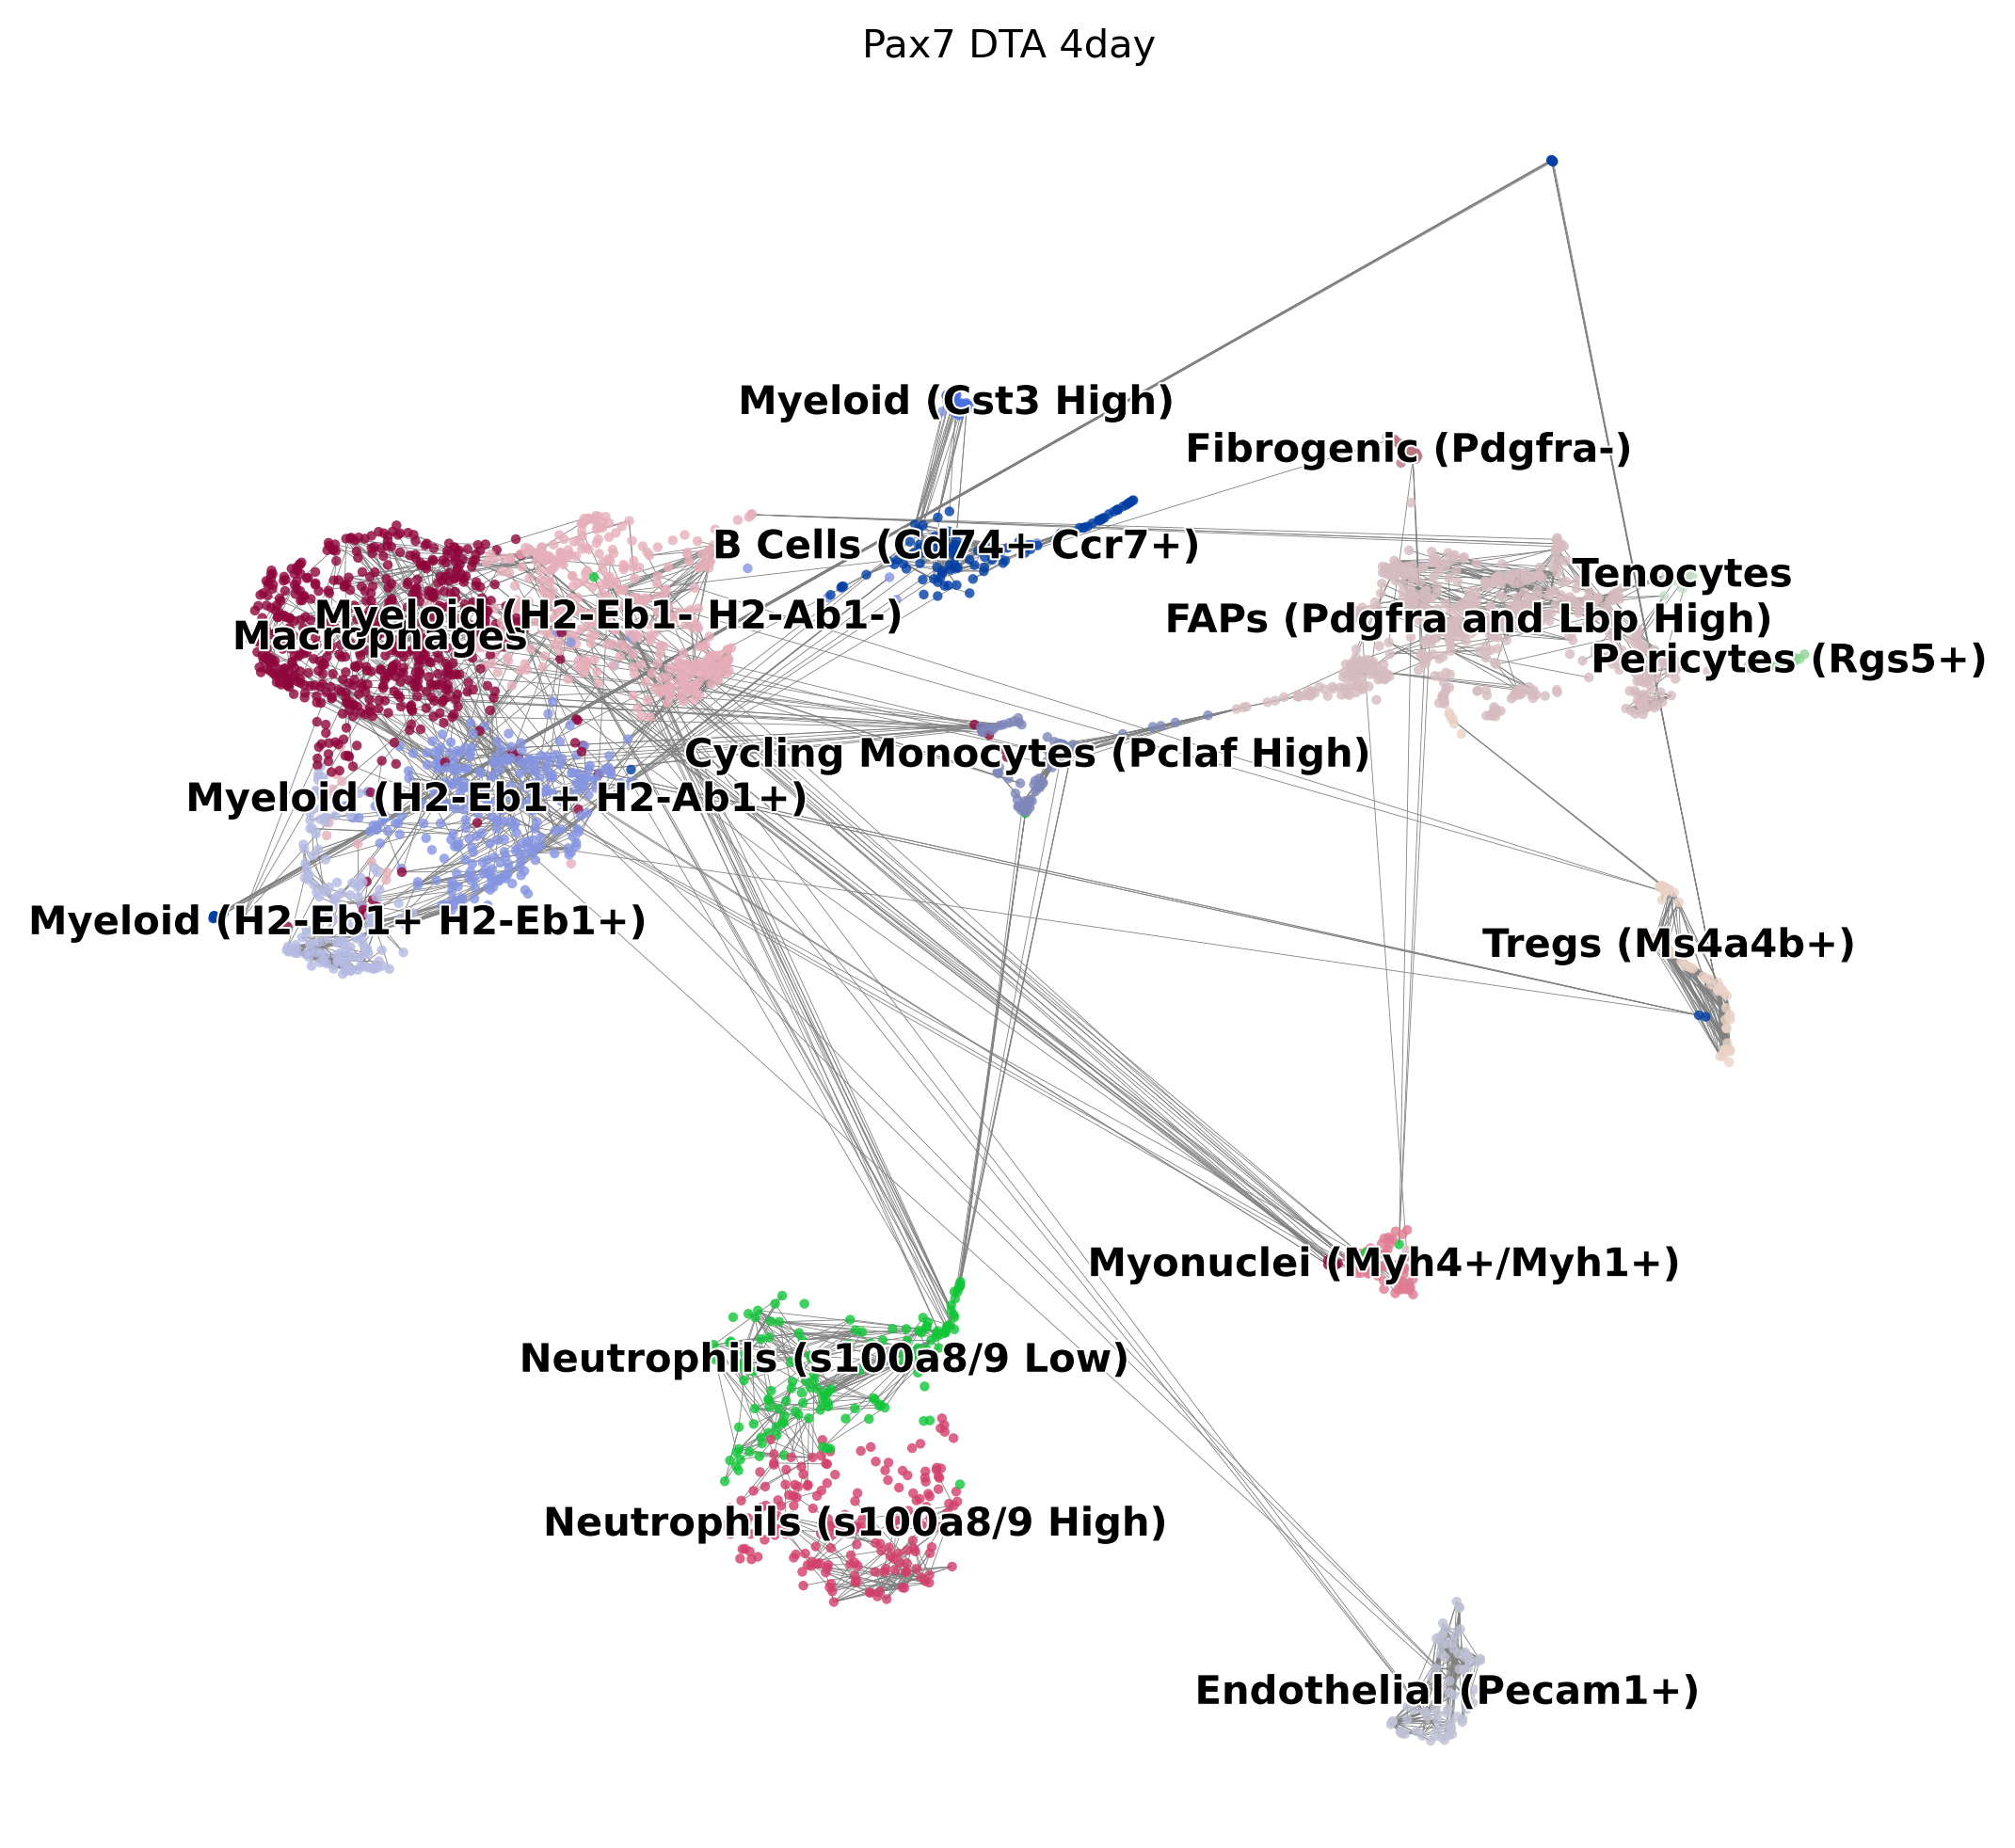 Pax7 DTA 4day
Myeloid (Cst3 High)
Fibrogenic (Pdgfra-)
B Cells (Cd74+ Ccr7+)
Tenocytes
Myeloid (H2-Eb1- H2-Ab1-)
FAPs (Pdgfra and Lbp High)
Macrophages
Pericytes (Rgs5+)
Cycling Monocytes (Pclaf High)
Myeloid (H2-Eb1+ H2-Ab1+)
Myeloid (H2-Eb1+ H2-Eb1+)
Tregs (Ms4a4b+)
Myonuclei (Myh4+/Myh1+)
Neutrophils (s100a8/9 Low)
Neutrophils (s100a8/9 High)
Endothelial (Pecam1+)